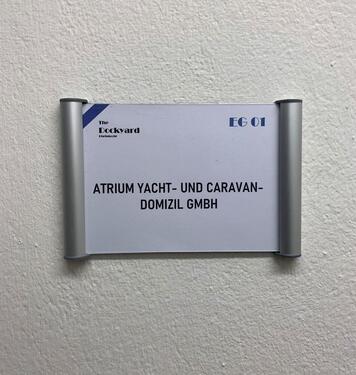 The
Dockyard
EG 01
ATRIUM YACHT- UND CARAVAN-
DOMIZIL GMBH